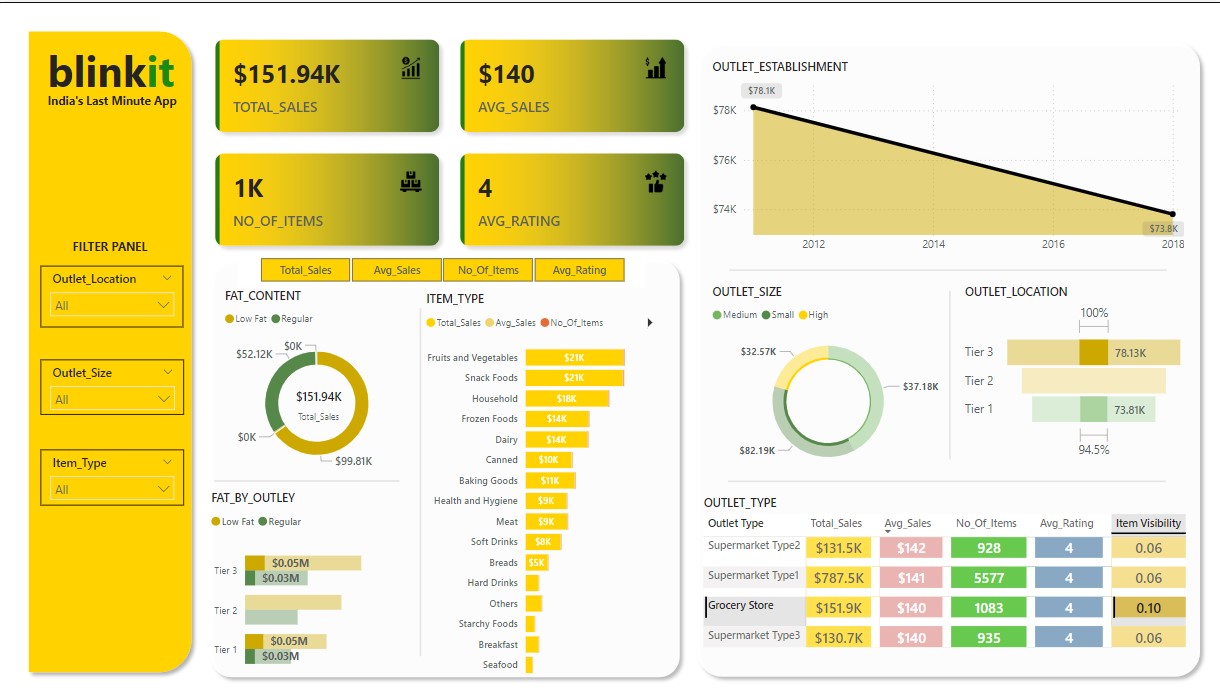 blinkit
India's Last Minute App
FILTER PANEL
Outlet_Location
All
Outlet_Size
All
Item_Type
All
$151.94K
TOTAL_SALES
$140
AVG_SALES
1K
NO_OF_ITEMS
4
AVG_RATING
Total_Sales Avg_Sales No_Of_Items Avg_Rating
FAT_CONTENT
Low Fat Regular
$0K
$52.12K
$151.94K
Total_Sales
$0K
$99.81K
FAT_BY_OUTLEY
Low Fat Regular
Tier 3 $0.05M
$0.03M
Tier 2
Tier 1 $0.05M
$0.03M
ITEM_TYPE
Total_Sales Avg_Sales No_Of_Items
Fruits and Vegetables $21K
Snack Foods $21K
Household $18K
Frozen Foods $14K
Dairy $14K
Canned $10K
Baking Goods $11K
Health and Hygiene $9K
Meat $9K
Soft Drinks $8K
Breads $5K
Hard Drinks
Others
Starchy Foods
Breakfast
Seafood
OUTLET_ESTABLISHMENT
$78.1K
$78K
$76K
$74K
$73.8K
2012 2014 2016 2018
OUTLET_SIZE
Medium Small High
$32.57K
$37.18K
$82.19K
OUTLET_LOCATION
100%
Tier 3 78.13K
Tier 2
Tier 1 73.81K
94.5%
OUTLET_TYPE
Outlet Type Total_Sales Avg_Sales No_Of_Items Avg_Rating Item Visibility
Supermarket Type2 $131.5K $142 928 4 0.06
Supermarket Type1 $787.5K $141 5577 4 0.06
Grocery Store $151.9K $140 1083 4 0.10
Supermarket Type3 $130.7K $140 935 4 0.06